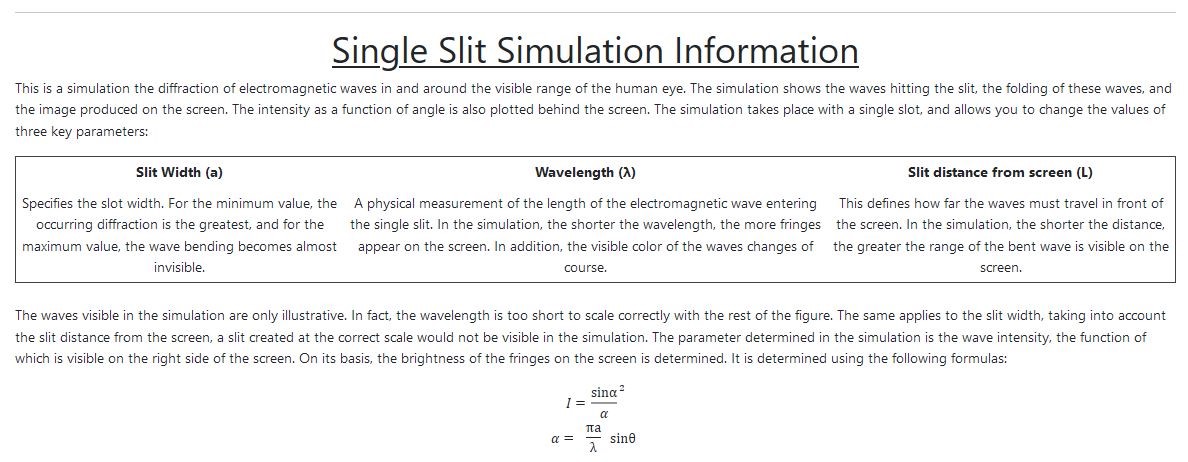 Single Slit Simulation Information
This is a simulation the diffraction of electromagnetic waves in and around the visible range of the human eye. The simulation shows the waves hitting the slit, the folding of these waves, and
the image produced on the screen. The intensity as a function of angle is also plotted behind the screen. The simulation takes place with a single slot, and allows you to change the values of
three key parameters:
Slit Width (a)
Specifies the slot width. For the minimum value, the
occurring diffraction is the greatest, and for the
maximum value, the wave bending becomes almost
invisible.
Wavelength (λ)
A physical measurement of the length of the electromagnetic wave entering
the single slit. In the simulation, the shorter the wavelength, the more fringes
appear on the screen. In addition, the visible color of the waves changes of
course.
Slit distance from screen (L)
This defines how far the waves must travel in front of
the screen. In the simulation, the shorter the distance,
the greater the range of the bent wave is visible on the
screen.
The waves visible in the simulation are only illustrative. In fact, the wavelength is too short to scale correctly with the rest of the figure. The same applies to the slit width, taking into account
the slit distance from the screen, a slit created at the correct scale would not be visible in the simulation. The parameter determined in the simulation is the wave intensity, the function of
which is visible on the right side of the screen. On its basis, the brightness of the fringes on the screen is determined. It is determined using the following formulas:
I = sinα² / α
α = πa / λ sinθ